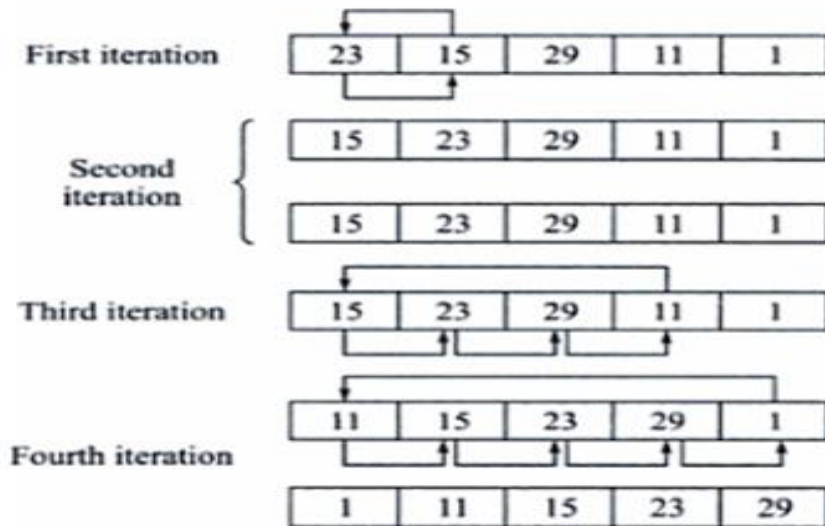 First iteration 23 15 29 11 1
15 23 29 11 1
Second
iteration
15 23 29 11 1
Third iteration 15 23 29 11 1
11 15 23 29 1
Fourth iteration
1 11 15 23 29